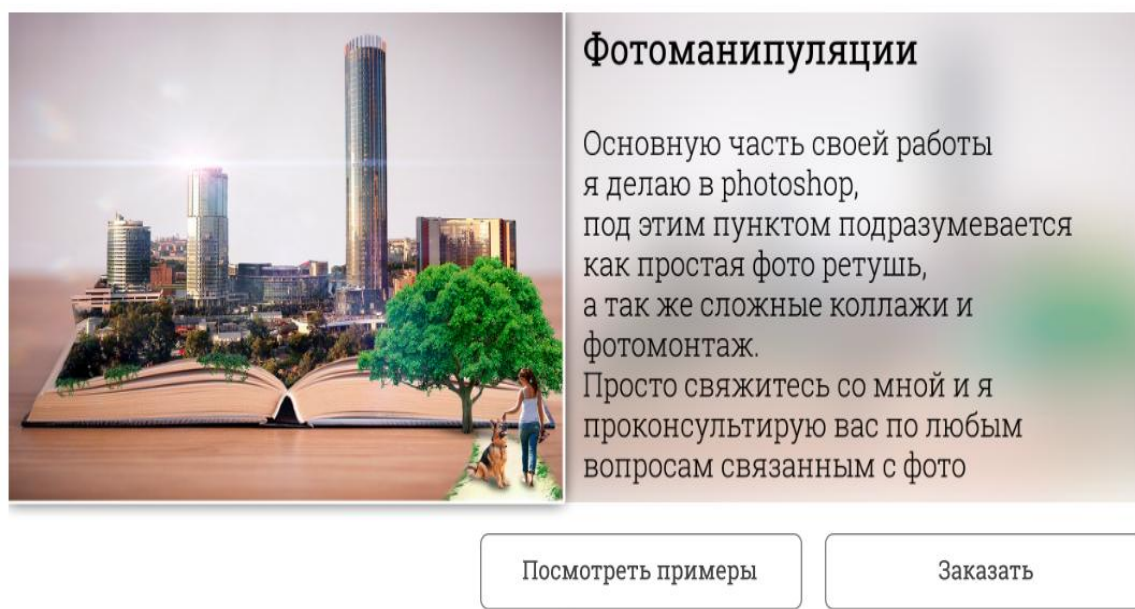 Фотоманипуляции
Основную часть своей работы
я делаю в photoshop,
под этим пунктом подразумевается
как простая фото ретушь,
а так же сложные коллажи и
фотомонтаж.
Просто свяжитесь со мной и я
проконсультирую вас по любым
вопросам связанным с фото
Посмотреть примеры
Заказать